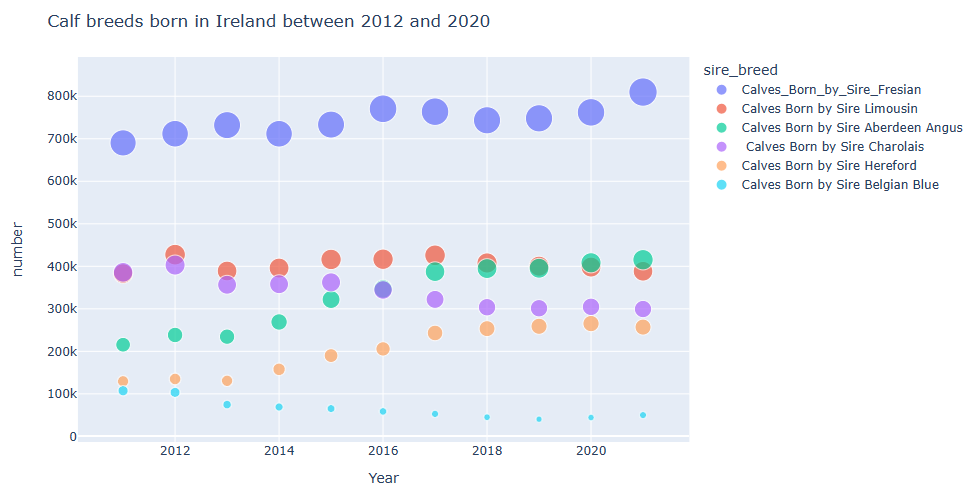 Calf breeds born in Ireland between 2012 and 2020
sire_breed
Calves_Born_by_Sire_Fresian
Calves Born by Sire Limousin
Calves Born by Sire Aberdeen Angus
Calves Born by Sire Charolais
Calves Born by Sire Hereford
Calves Born by Sire Belgian Blue
number
800k
700k
600k
500k
400k
300k
200k
100k
0
2012
2014
2016
2018
2020
Year